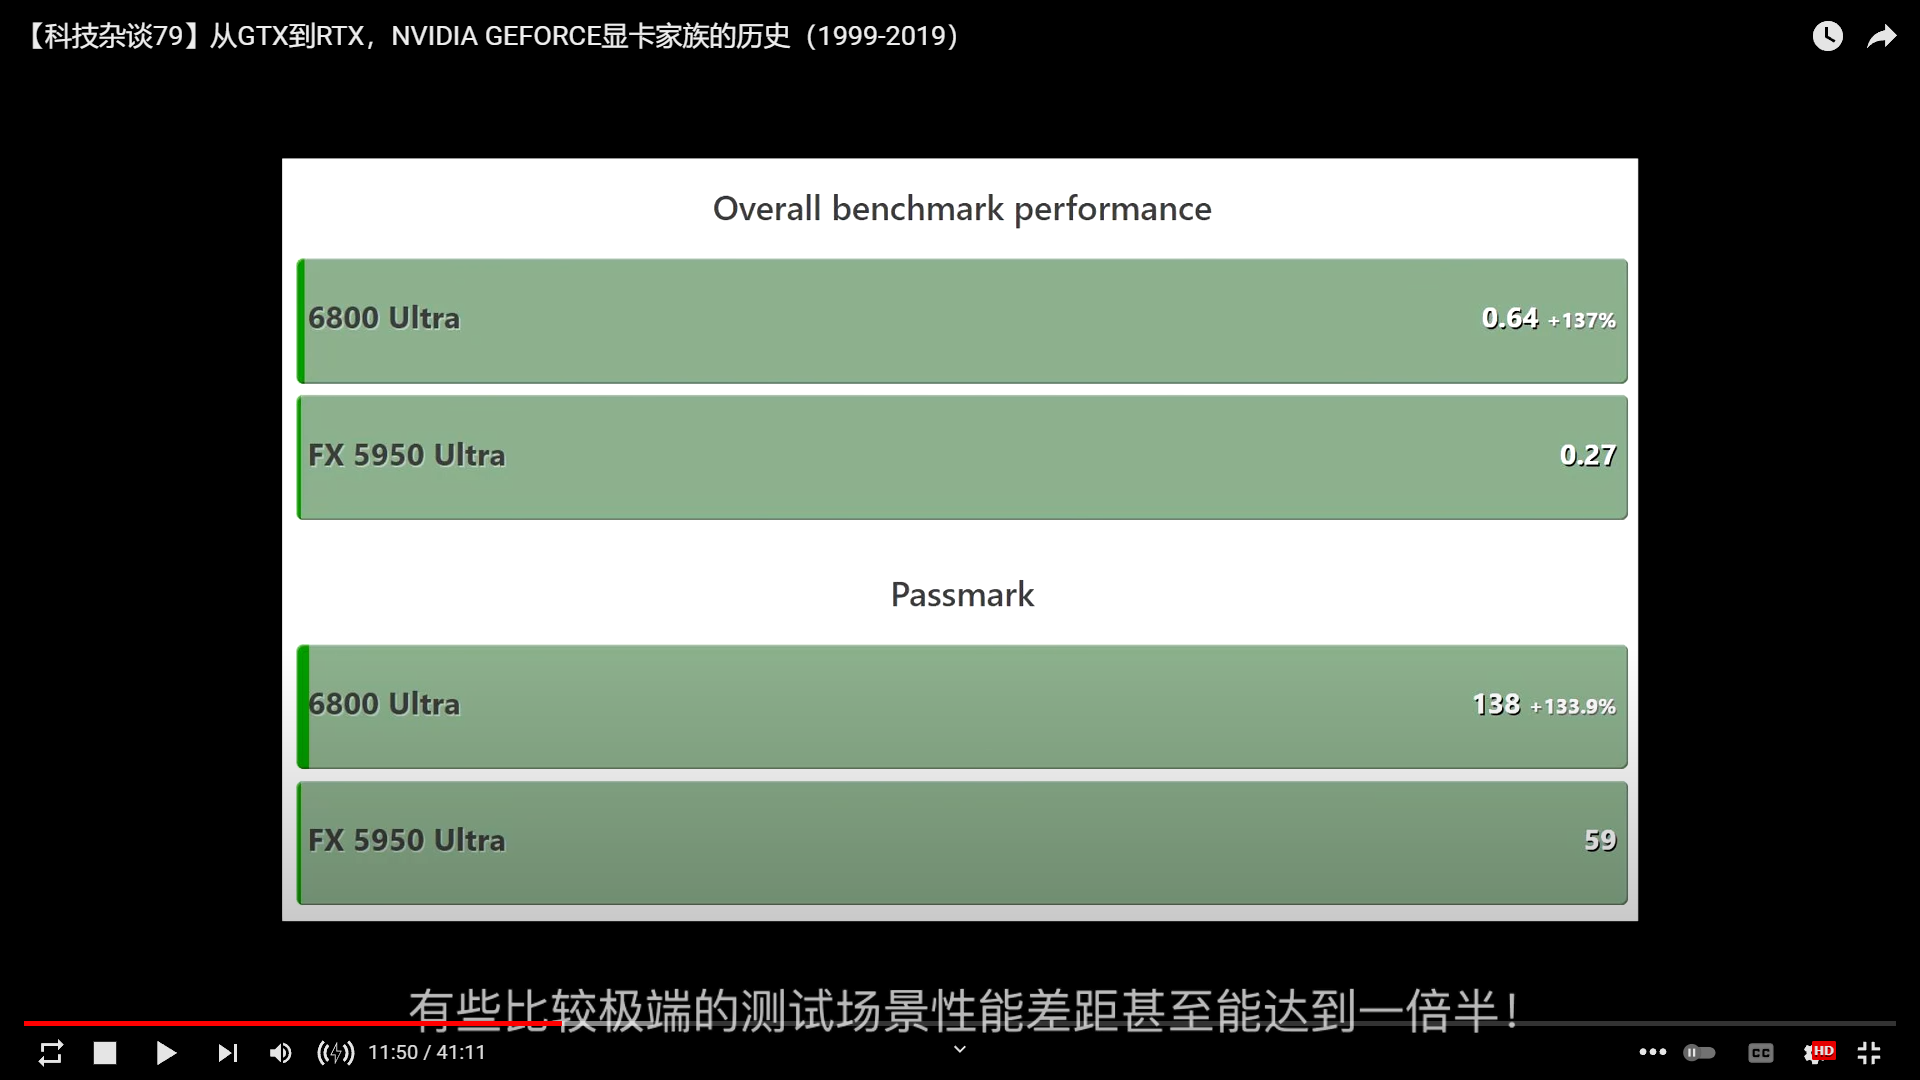 【科技杂谈79】从GTX到RTX，NVIDIA GEFORCE显卡家族的历史（1999-2019）
Overall benchmark performance
6800 Ultra 0.64 +137%
FX 5950 Ultra 0.27
Passmark
6800 Ultra 138 +133.9%
FX 5950 Ultra 59
有些比较极端的测试场景性能差距甚至能达到一倍半！
11:50 / 41:11
CC
HD